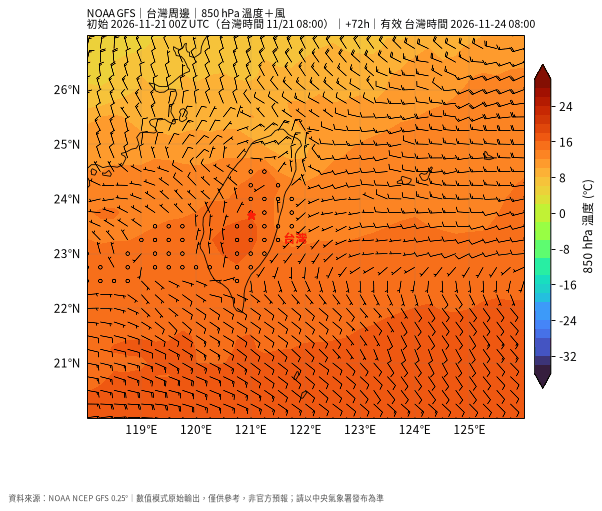 NOAA GFS｜台灣周邊｜850 hPa 溫度＋風
初始 2026-11-21 00Z UTC（台灣時間 11/21 08:00）｜+72h｜有效 台灣時間 2026-11-24 08:00
26°N
25°N
24°N
23°N
22°N
21°N
119°E 120°E 121°E 122°E 123°E 124°E 125°E
台灣
24
16
8
0
-8
-16
-24
-32
850 hPa 溫度 (°C)
資料來源：NOAA NCEP GFS 0.25°｜數值模式原始輸出，僅供參考，非官方預報；請以中央氣象署發布為準